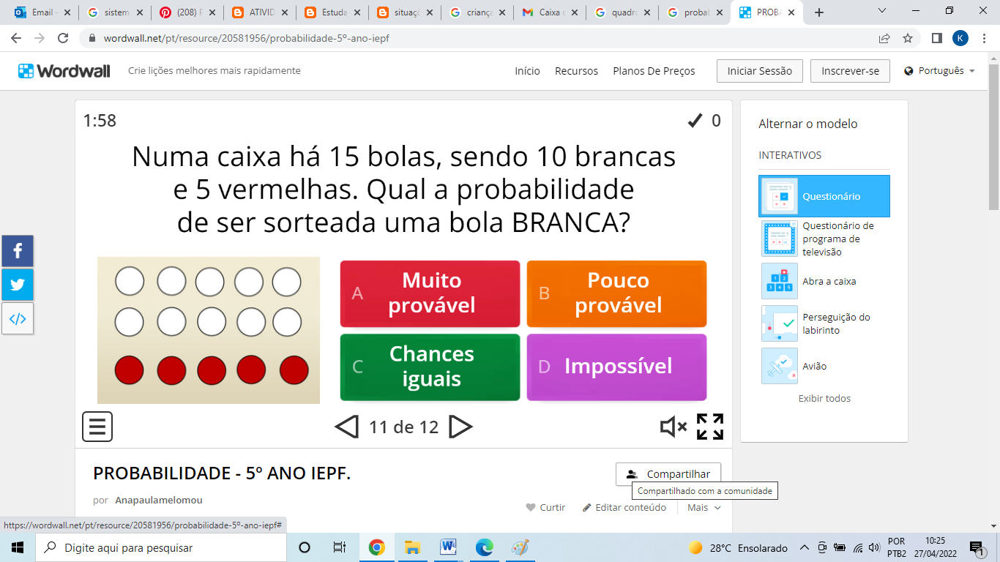 Email –
sistem
(208) P
ATIVID
Estuda
situaçõ
criança
Caixa d
quadro
probab
PROBA
wordwall.net/pt/resource/20581956/probabilidade-5º-ano-iepf
K
Wordwall
Crie lições melhores mais rapidamente
Início
Recursos
Planos De Preços
Iniciar Sessão
Inscrever-se
Português
1:58
0
Numa caixa há 15 bolas, sendo 10 brancas
e 5 vermelhas. Qual a probabilidade
de ser sorteada uma bola BRANCA?
A
Muito
provável
B
Pouco
provável
C
Chances
iguais
D
Impossível
11 de 12
Alternar o modelo
INTERATIVOS
Questionário
Questionário de
programa de
televisão
Abra a caixa
Perseguição do
labirinto
Avião
Exibir todos
PROBABILIDADE - 5º ANO IEPF.
por Anapaulamelomou
Compartilhar
Compartilhado com a comunidade
Curtir
Editar conteúdo
Mais
https://wordwall.net/pt/resource/20581956/probabilidade-5º-ano-iepf#
Digite aqui para pesquisar
28°C Ensolarado
POR
PTB2
10:25
27/04/2022
1